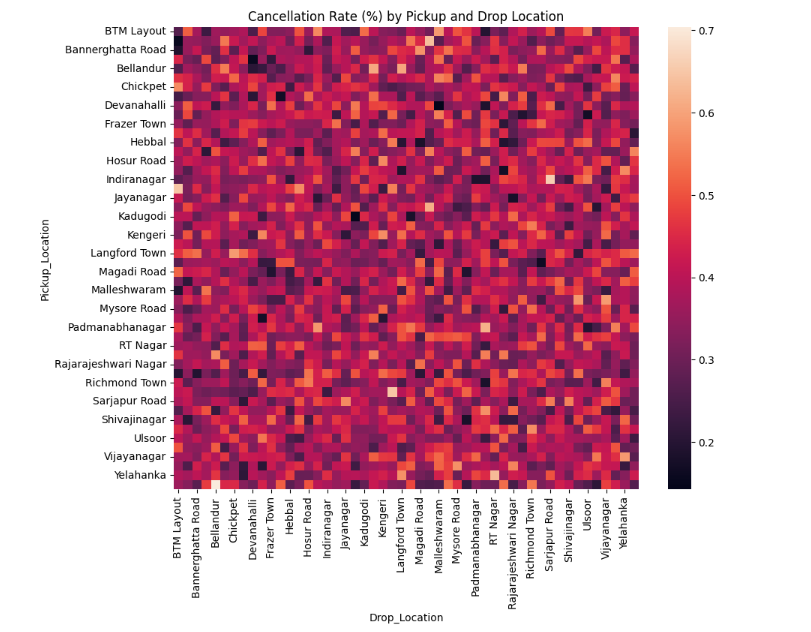 Cancellation Rate (%) by Pickup and Drop Location
Pickup_Location
BTM Layout
Bannerghatta Road
Bellandur
Chickpet
Devanahalli
Frazer Town
Hebbal
Hosur Road
Indiranagar
Jayanagar
Kadugodi
Kengeri
Langford Town
Magadi Road
Malleshwaram
Mysore Road
Padmanabhanagar
RT Nagar
Rajarajeshwari Nagar
Richmond Town
Sarjapur Road
Shivajinagar
Ulsoor
Vijayanagar
Yelahanka
BTM Layout
Bannerghatta Road
Bellandur
Chickpet
Devanahalli
Frazer Town
Hebbal
Hosur Road
Indiranagar
Jayanagar
Kadugodi
Kengeri
Langford Town
Magadi Road
Malleshwaram
Mysore Road
Padmanabhanagar
RT Nagar
Rajarajeshwari Nagar
Richmond Town
Sarjapur Road
Shivajinagar
Ulsoor
Vijayanagar
Yelahanka
Drop_Location
0.7
0.6
0.5
0.4
0.3
0.2